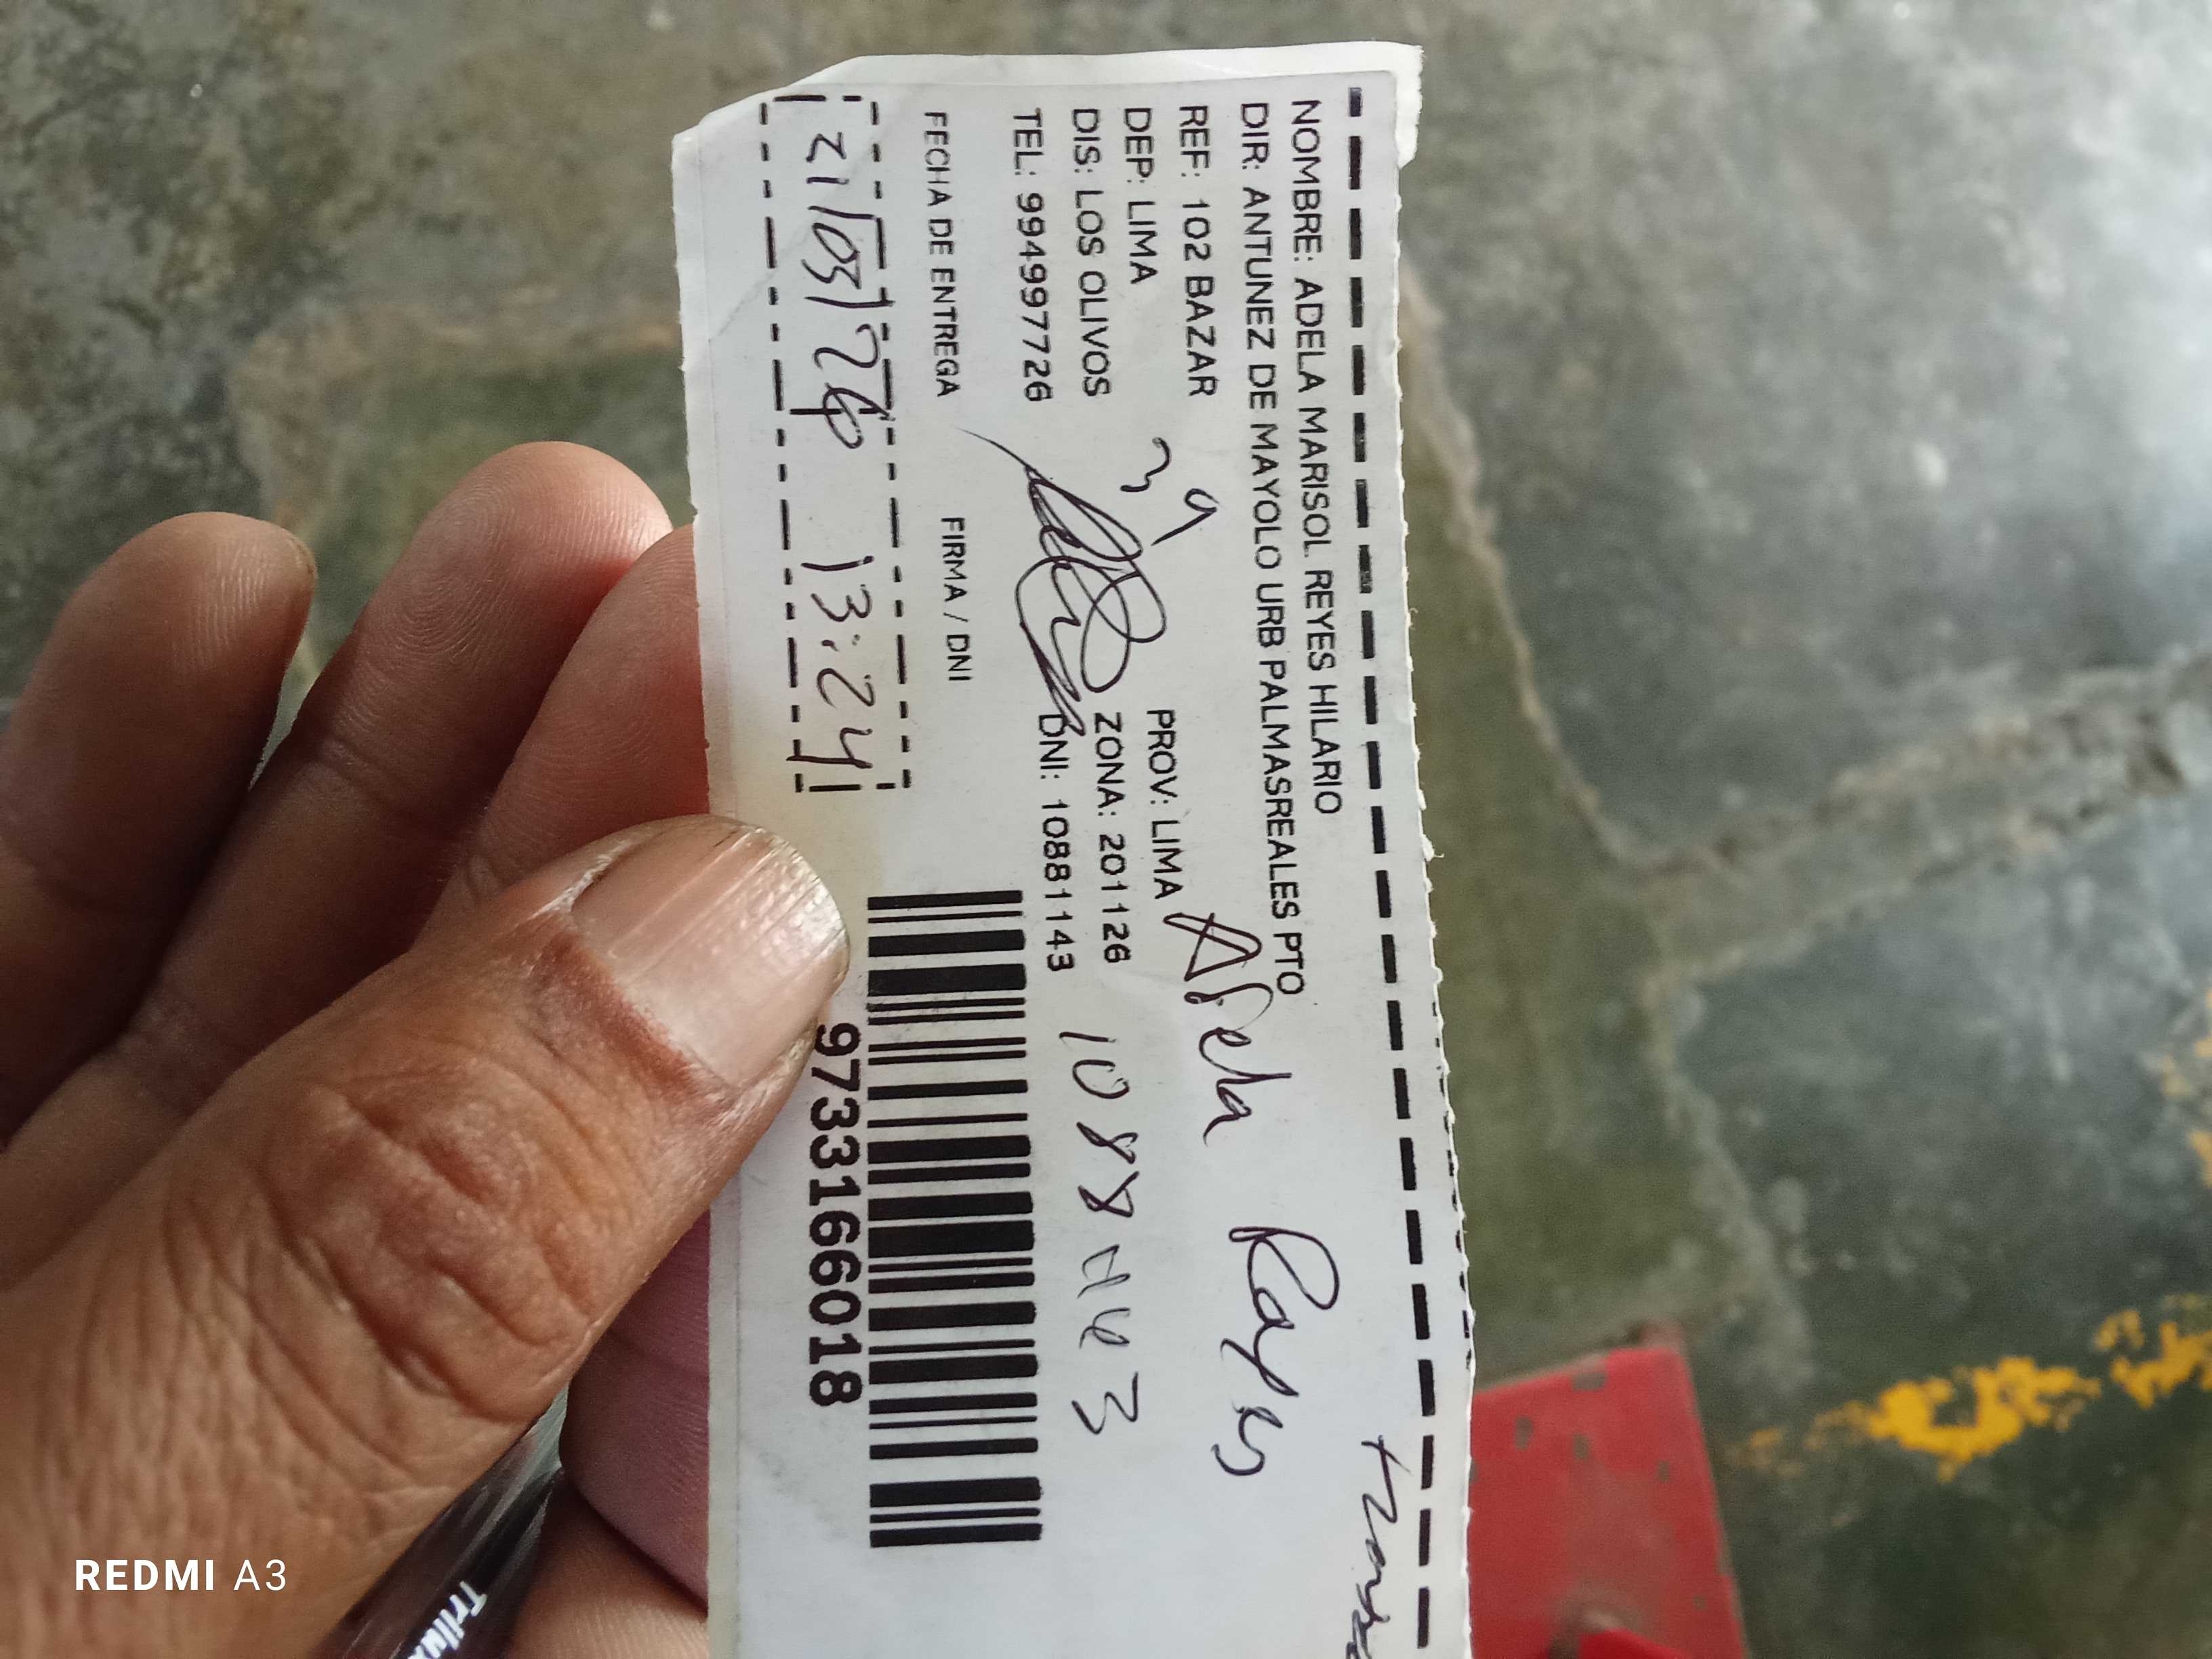 NOMBRE: ADELA MARISOL REYES HILARIO
DIR: ANTUNEZ DE MAYOLO URB PALMASREALES PTO
REF: 102 BAZAR
DEP: LIMA PROV: LIMA
DIS: LOS OLIVOS ZONA: 201126
TEL: 994997726 DNI: 10881143
Adela Reyes
10881143
FECHA DE ENTREGA FIRMA / DNI
21/03/26 13:24
9733166018
REDMI A3